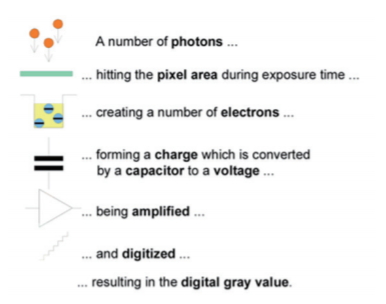 A number of photons ...
... hitting the pixel area during exposure time ...
... creating a number of electrons ...
... forming a charge which is converted
by a capacitor to a voltage ...
... being amplified ...
... and digitized ...
... resulting in the digital gray value.